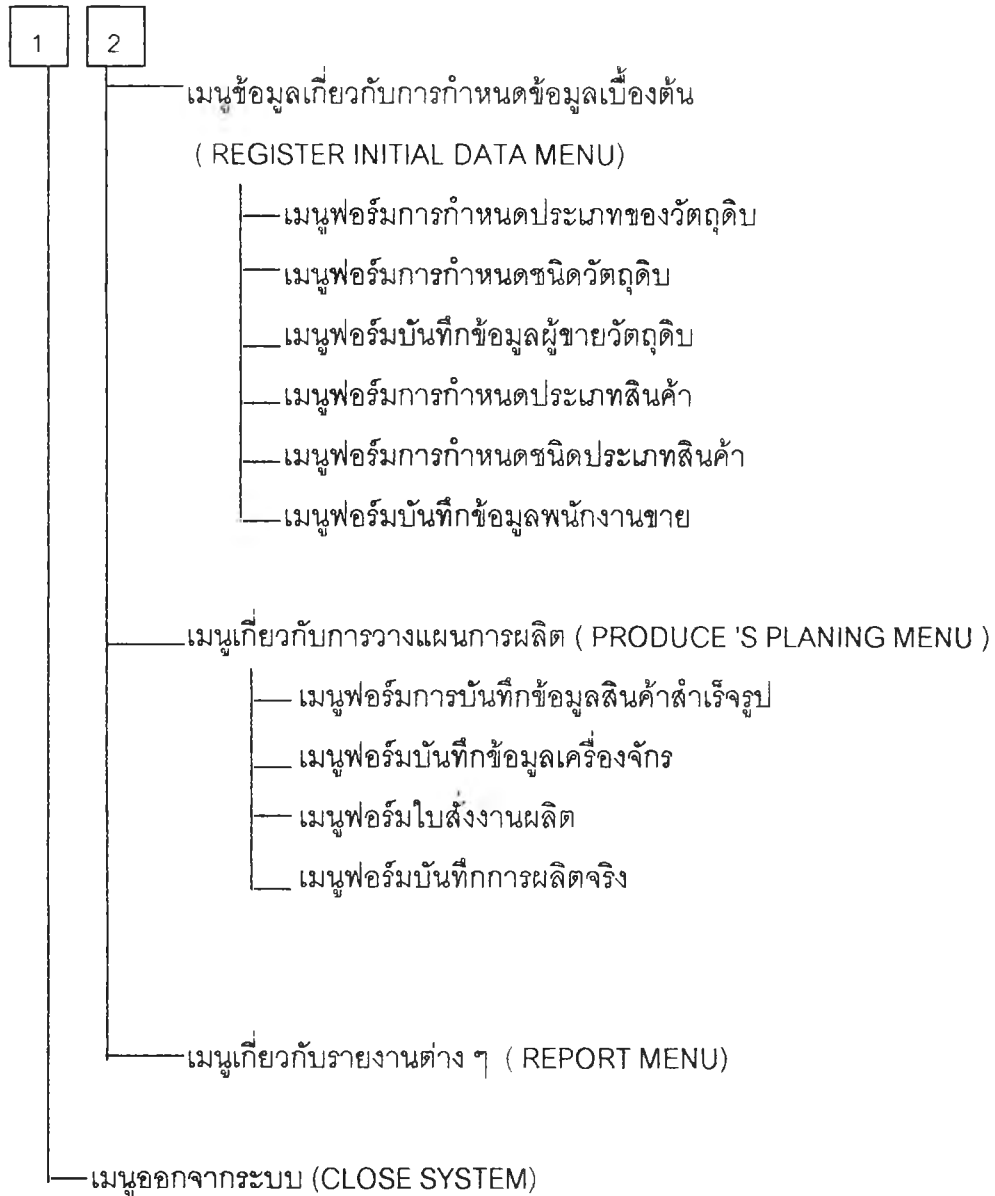 1 2
เมนูข้อมูลเกี่ยวกับการกำหนดข้อมูลเบื้องต้น
( REGISTER INITIAL DATA MENU)
เมนูฟอร์มการกำหนดประเภทของวัตถุดิบ
เมนูฟอร์มการกำหนดชนิดวัตถุดิบ
เมนูฟอร์มบันทึกข้อมูลผู้ขายวัตถุดิบ
เมนูฟอร์มการกำหนดประเภทสินค้า
เมนูฟอร์มการกำหนดชนิดประเภทสินค้า
เมนูฟอร์มบันทึกข้อมูลพนักงานขาย
เมนูเกี่ยวกับการวางแผนการผลิต ( PRODUCE 'S PLANING MENU )
เมนูฟอร์มการบันทึกข้อมูลสินค้าสำเร็จรูป
เมนูฟอร์มบันทึกข้อมูลเครื่องจักร
เมนูฟอร์มใบสั่งงานผลิต
เมนูฟอร์มบันทึกการผลิตจริง
เมนูเกี่ยวกับรายงานต่าง ๆ ( REPORT MENU)
เมนูออกจากระบบ (CLOSE SYSTEM)